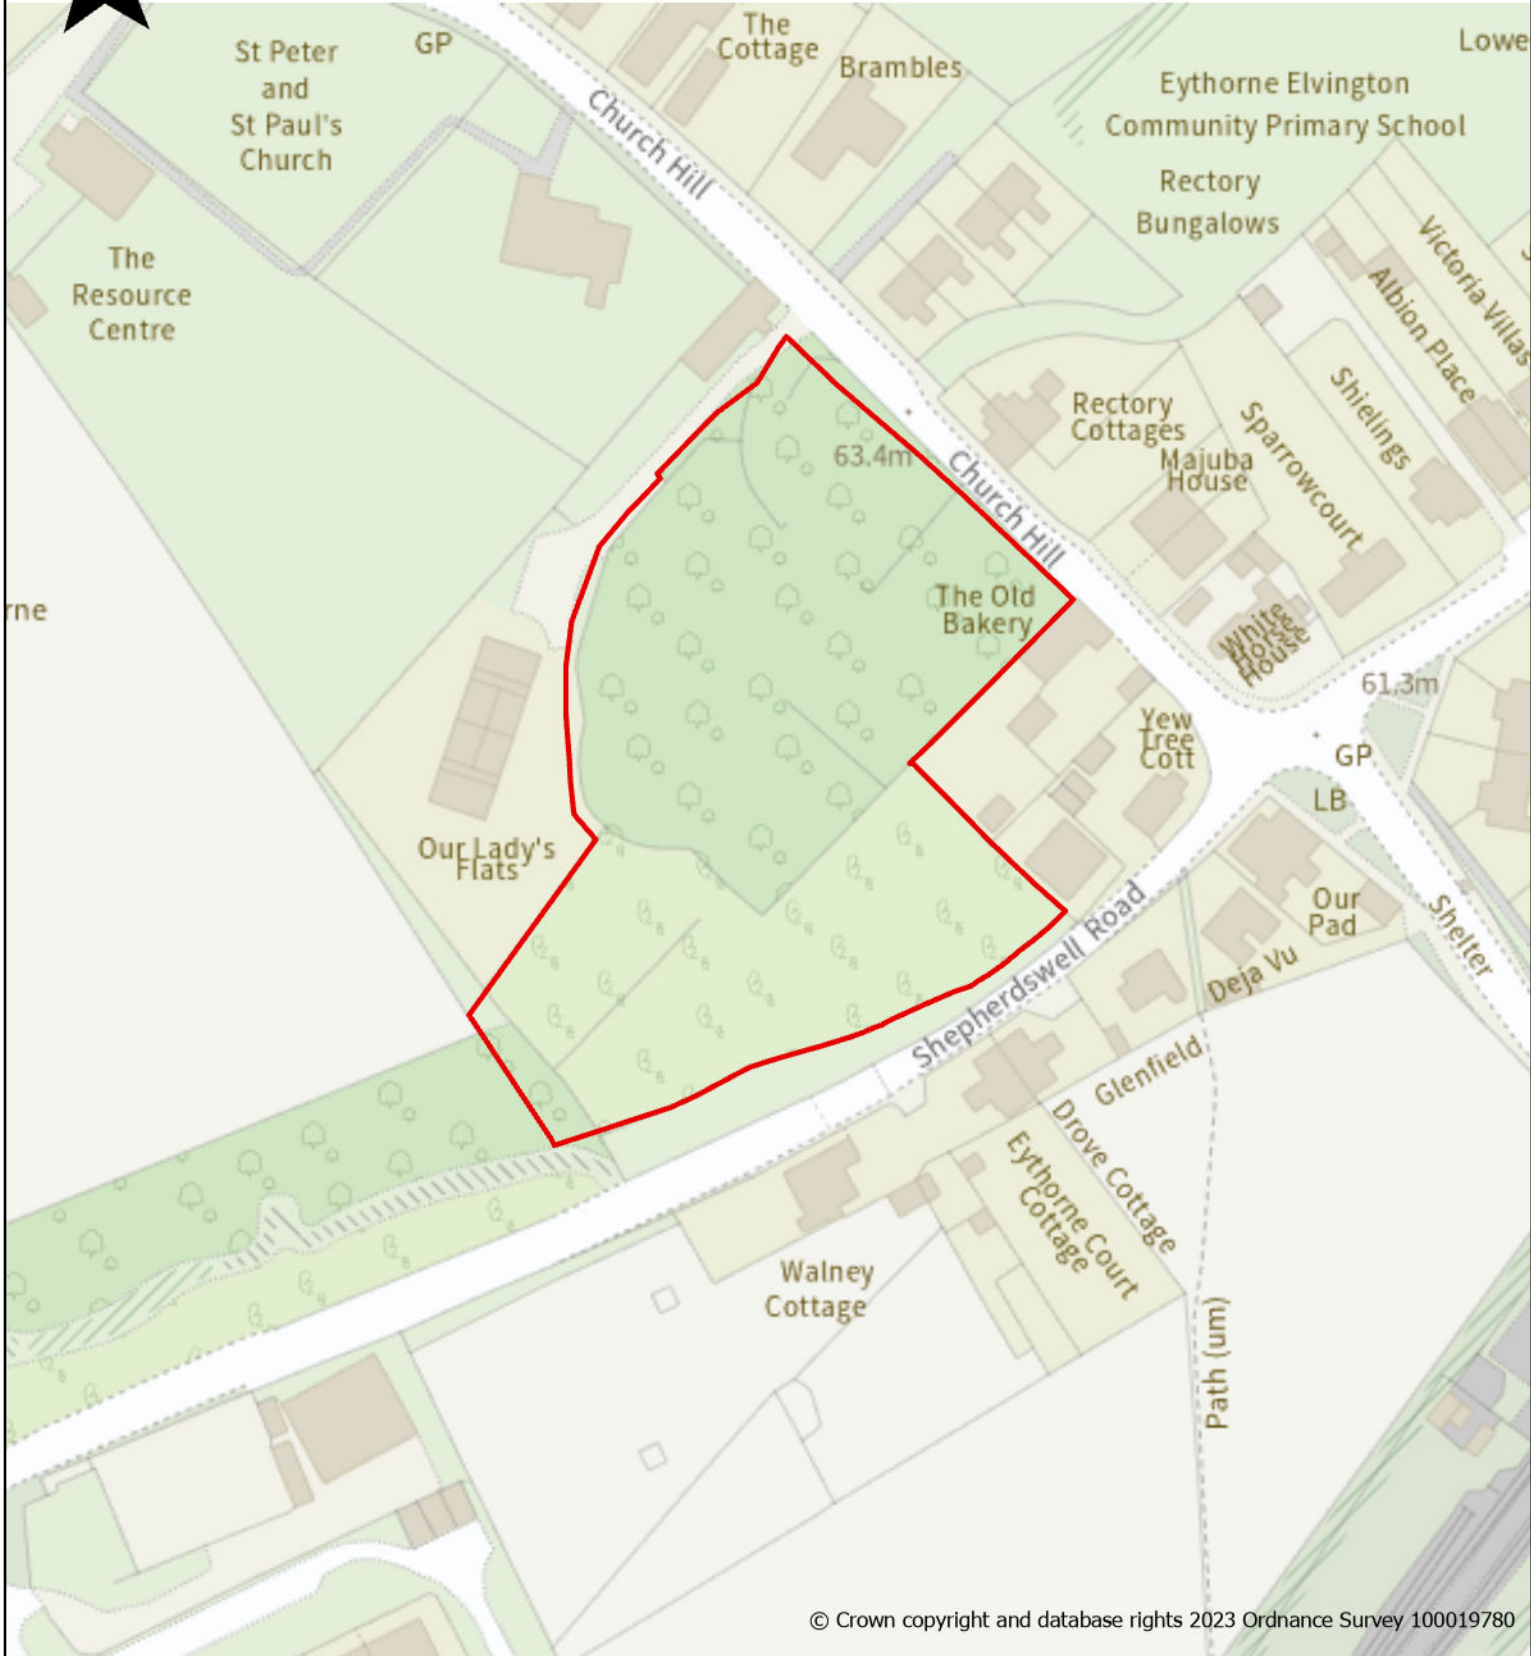 St Peter
and
St Paul's
Church
GP
The
Cottage
Brambles
Lowe
Eythorne Elvington
Community Primary School
Rectory
Bungalows
Church Hill
The
Resource
Centre
Victoria Villas
Albion Place
Shielings
Sparrowcourt
Rectory
Cottages
Majuba
House
63.4m
Church Hill
The Old
Bakery
White
Horse
House
rne
61.3m
Yew
Tree
Cott
GP
LB
Our Lady's
Flats
Our
Pad
Shelter
Deja Vu
Shepherdswell Road
Glenfield
Drove Cottage
Eythorne Court
Cottage
Walney
Cottage
Path (um)
© Crown copyright and database rights 2023 Ordnance Survey 100019780